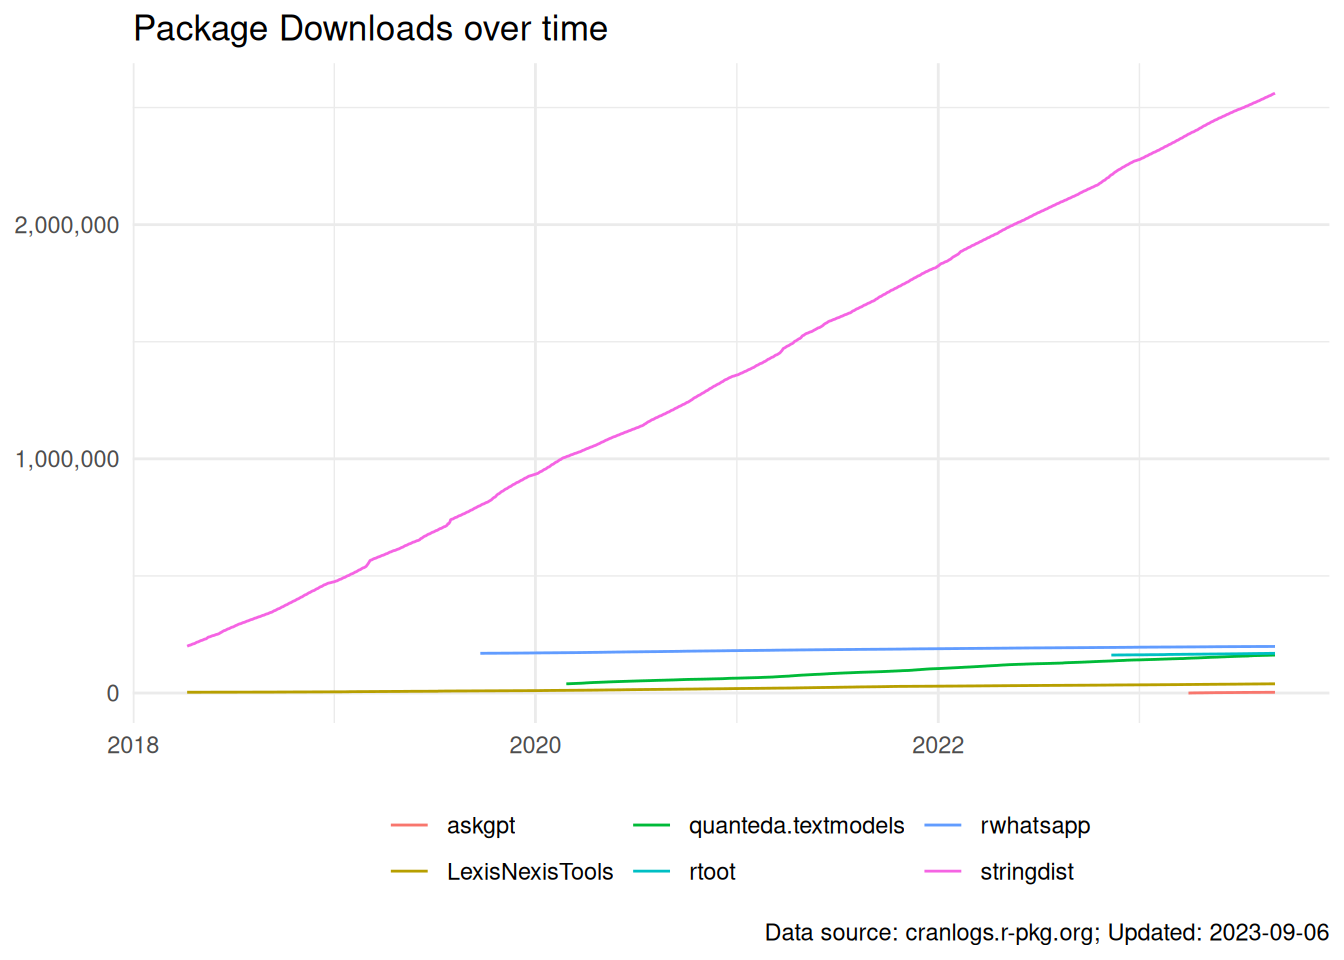 Package Downloads over time
2,000,000
1,000,000
0
2018 2020 2022
askgpt quanteda.textmodels rwhatsapp
LexisNexisTools rtoot stringdist
Data source: cranlogs.r-pkg.org; Updated: 2023-09-06